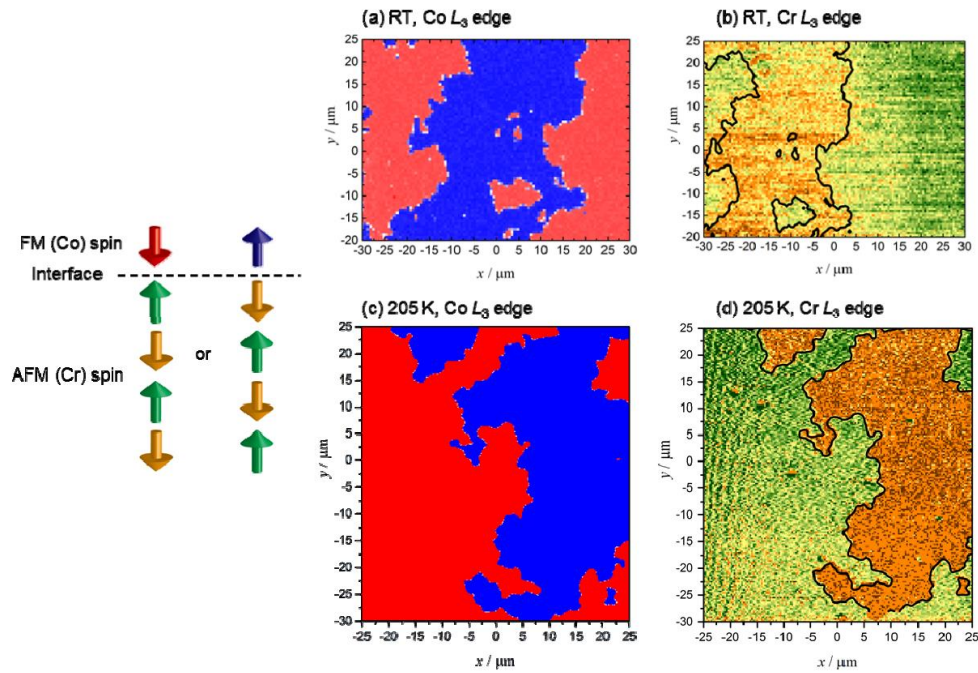 (a) RT, Co L₃ edge
25
20
15
10
5
0
-5
-10
-15
-20
y / μm
-30 -25 -20 -15 -10 -5 0 5 10 15 20 25 30
x / μm
(b) RT, Cr L₃ edge
25
20
15
10
5
0
-5
-10
-15
-20
y / μm
-30 -25 -20 -15 -10 -5 0 5 10 15 20 25 30
x / μm
FM (Co) spin
Interface
AFM (Cr) spin
or
(c) 205 K, Co L₃ edge
25
20
15
10
5
0
-5
-10
-15
-20
-25
-30
y / μm
-25 -20 -15 -10 -5 0 5 10 15 20 25
x / μm
(d) 205 K, Cr L₃ edge
25
20
15
10
5
0
-5
-10
-15
-20
-25
-30
y / μm
-25 -20 -15 -10 -5 0 5 10 15 20 25
x / μm